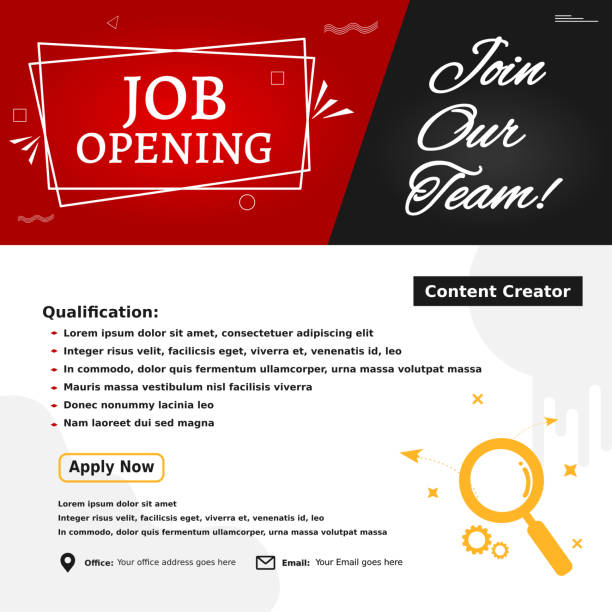 JOB
OPENING
Join
Our
Team!
Content Creator
Qualification:
Lorem ipsum dolor sit amet, consectetuer adipiscing elit
Integer risus velit, facilicsis eget, viverra et, venenatis id, leo
In commodo, dolor quis fermentum ullamcorper, urna massa volutpat massa
Mauris massa vestibulum nisl facilisis viverra
Donec nonummy lacinia leo
Nam laoreet dui sed magna
Apply Now
Lorem ipsum dolor sit amet
Integer risus velit, facilicsis eget, viverra et, venenatis id, leo
In commodo, dolor quis fermentum ullamcorper, urna massa volutpat massa
Office: Your office address goes here
Email: Your Email goes here